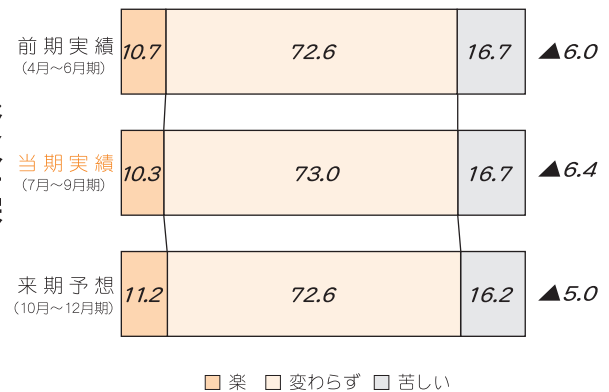 前期実績
(4月～6月期)
10.7 72.6 16.7 ▲6.0
当期実績
(7月～9月期)
10.3 73.0 16.7 ▲6.4
来期予想
(10月～12月期)
11.2 72.6 16.2 ▲5.0
楽 変わらず 苦しい